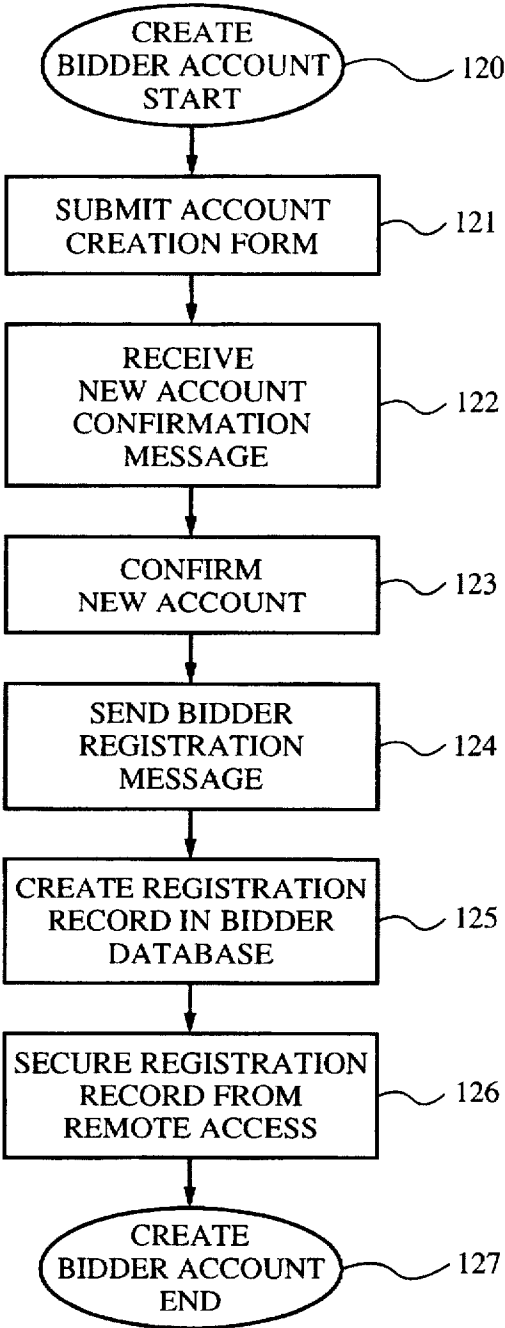 CREATE
BIDDER ACCOUNT
START
120
SUBMIT ACCOUNT
CREATION FORM
121
RECEIVE
NEW ACCOUNT
CONFIRMATION
MESSAGE
122
CONFIRM
NEW ACCOUNT
123
SEND BIDDER
REGISTRATION
MESSAGE
124
CREATE REGISTRATION
RECORD IN BIDDER
DATABASE
125
SECURE REGISTRATION
RECORD FROM
REMOTE ACCESS
126
CREATE
BIDDER ACCOUNT
END
127